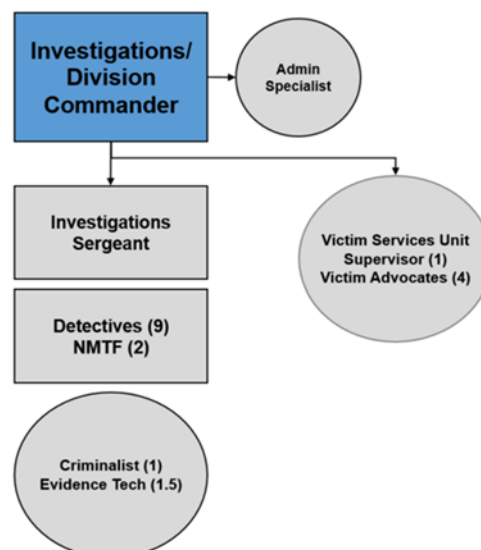 Investigations/
Division
Commander
Admin
Specialist
Investigations
Sergeant
Victim Services Unit
Supervisor (1)
Victim Advocates (4)
Detectives (9)
NMTF (2)
Criminalist (1)
Evidence Tech (1.5)